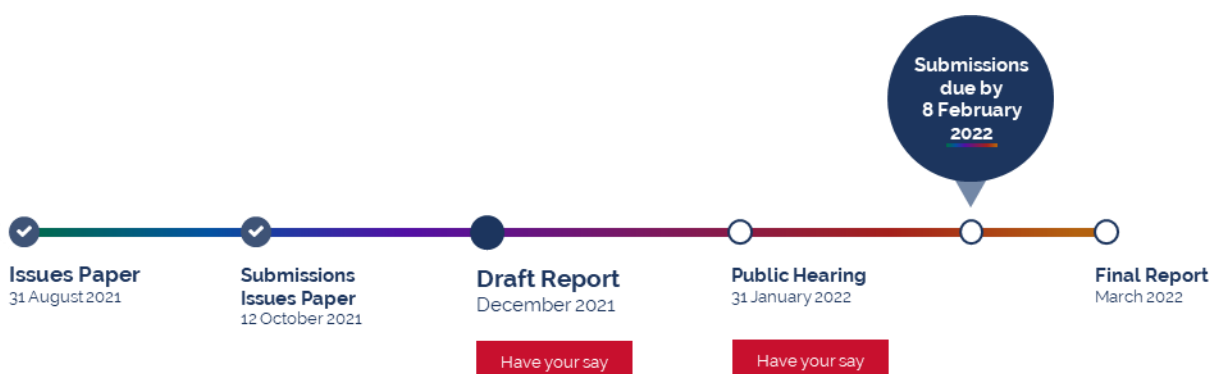 Submissions
due by
8 February
2022
Issues Paper
31 August 2021
Submissions
Issues Paper
12 October 2021
Draft Report
December 2021
Have your say
Public Hearing
31 January 2022
Have your say
Final Report
March 2022